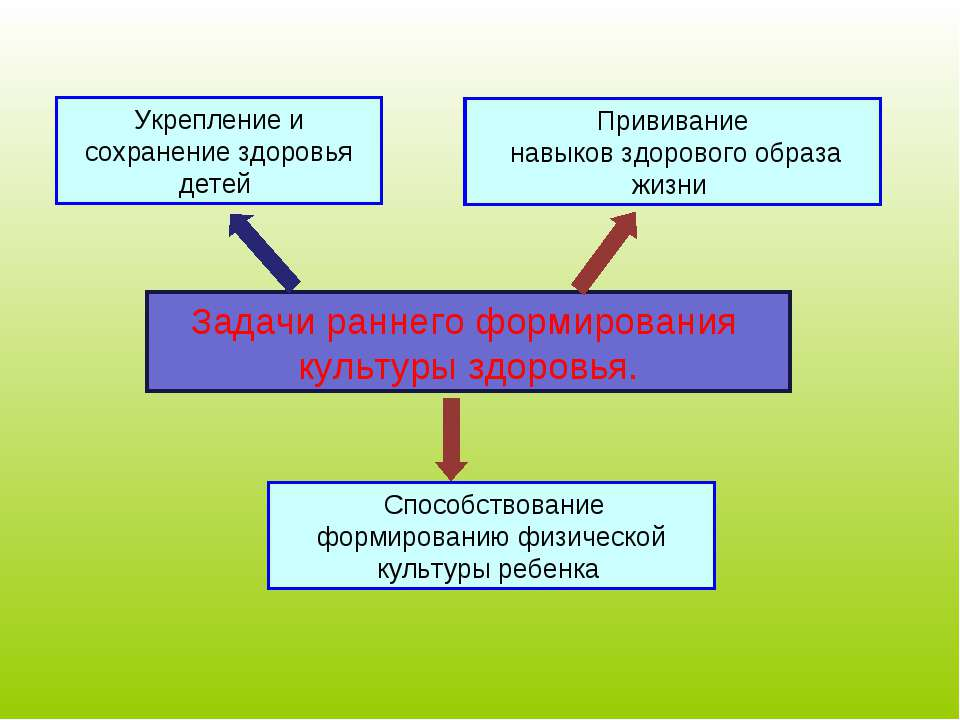 Укрепление и
сохранение здоровья
детей
Прививание
навыков здорового образа
жизни
Задачи раннего формирования
культуры здоровья.
Способствование
формированию физической
культуры ребенка